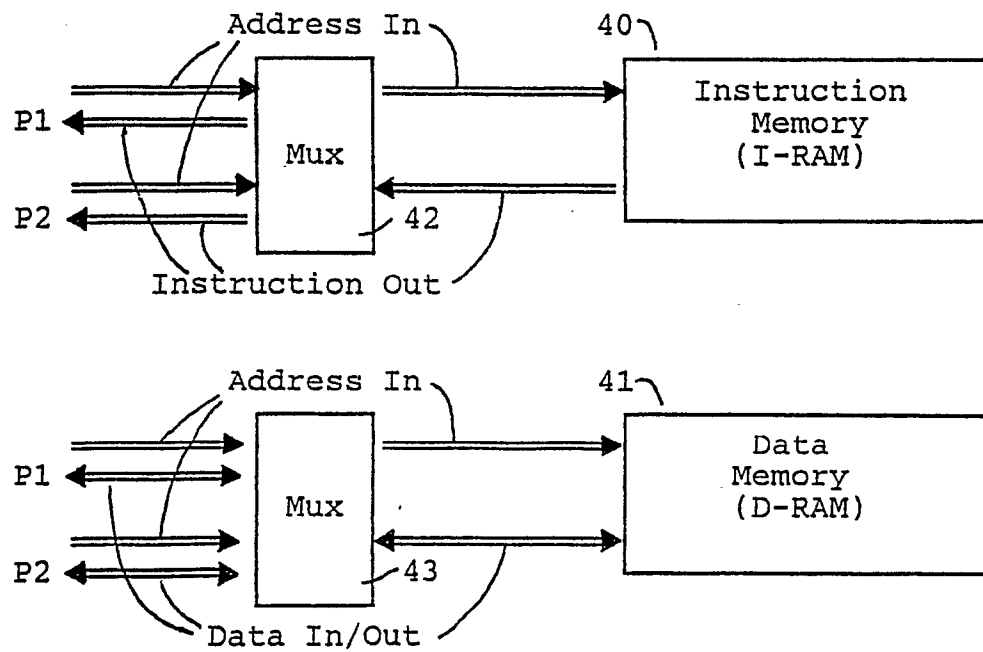 Address In
40
Instruction
Memory
(I-RAM)
P1
Mux
P2
42
Instruction Out
Address In
41
Data
Memory
(D-RAM)
P1
Mux
P2
43
Data In/Out